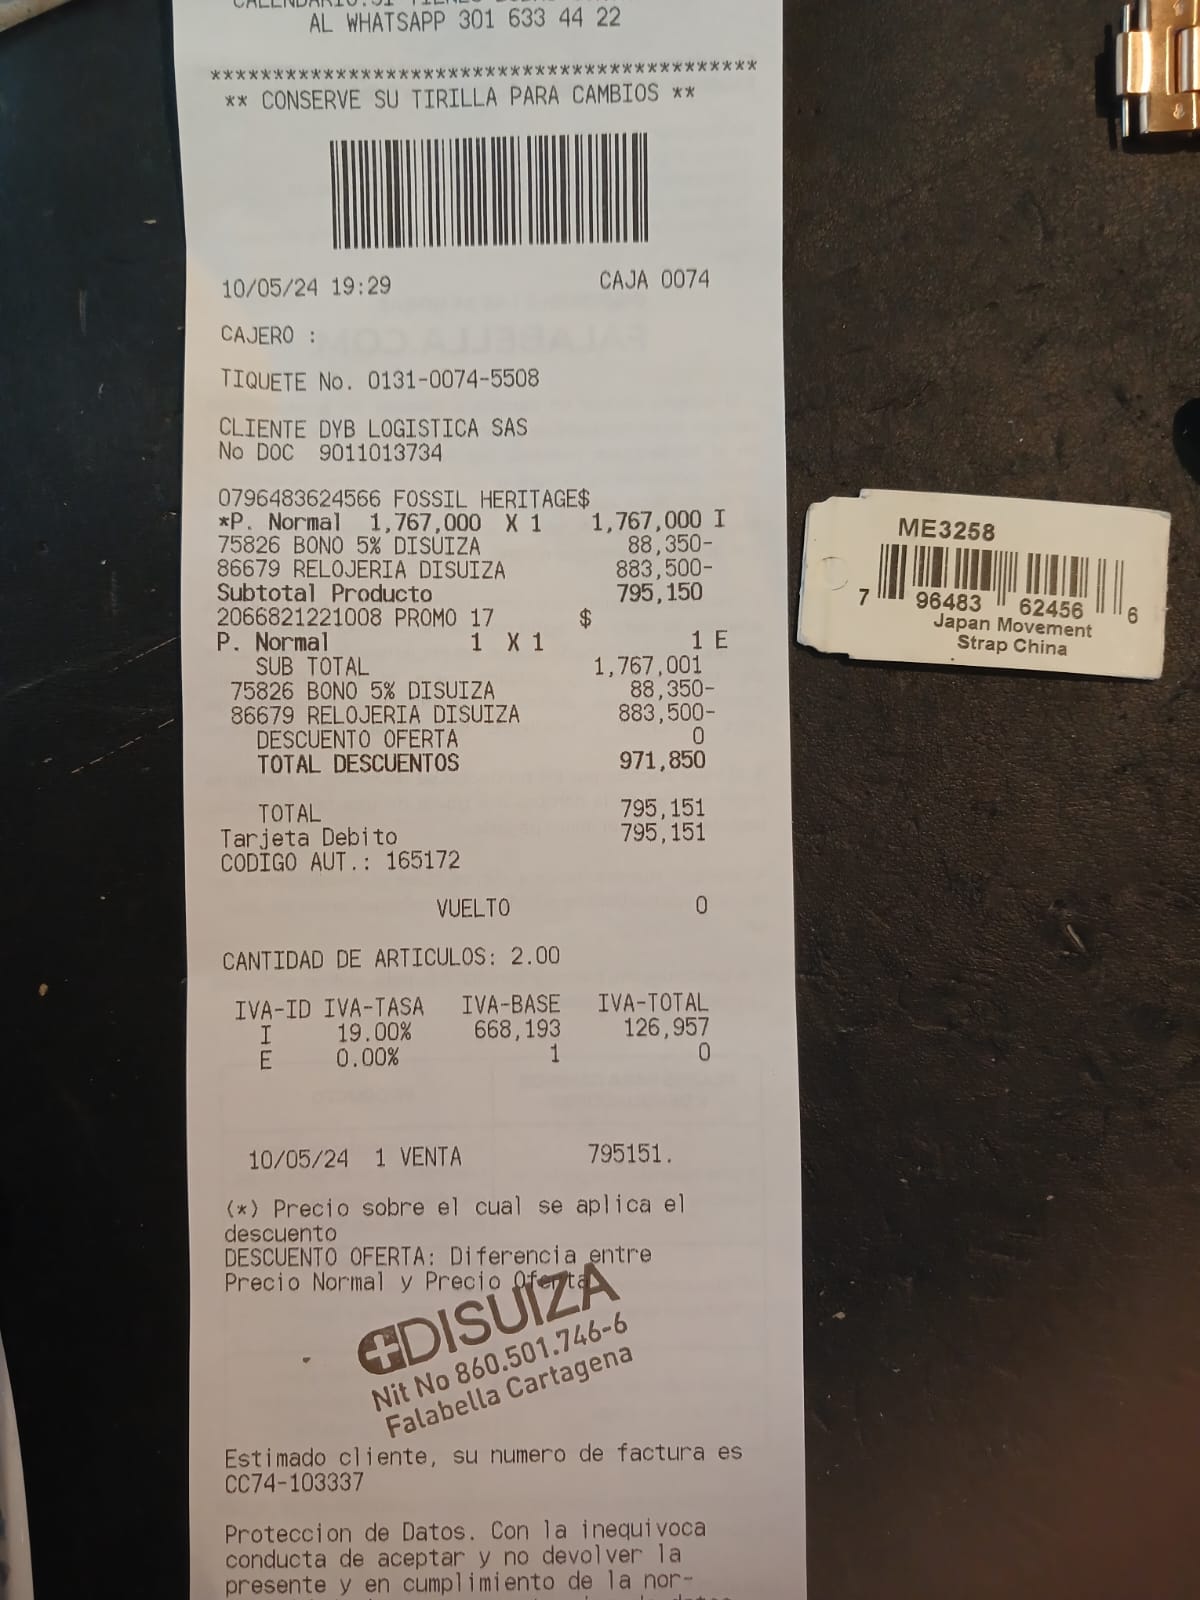 AL WHATSAPP 301 633 44 22
********************************************
** CONSERVE SU TIRILLA PARA CAMBIOS **
10/05/24 19:29 CAJA 0074
CAJERO :
TIQUETE No. 0131-0074-5508
CLIENTE DYB LOGISTICA SAS
No DOC 9011013734
0796483624566 FOSSIL HERITAGE$
*P. Normal 1,767,000 X 1 1,767,000 I
75826 BONO 5% DISUIZA 88,350-
86679 RELOJERIA DISUIZA 883,500-
Subtotal Producto 795,150
2066821221008 PROMO 17 $
P. Normal 1 X 1 1 E
SUB TOTAL 1,767,001
75826 BONO 5% DISUIZA 88,350-
86679 RELOJERIA DISUIZA 883,500-
DESCUENTO OFERTA 0
TOTAL DESCUENTOS 971,850
TOTAL 795,151
Tarjeta Debito 795,151
CODIGO AUT.: 165172
VUELTO 0
CANTIDAD DE ARTICULOS: 2.00
IVA-ID IVA-TASA IVA-BASE IVA-TOTAL
I 19.00% 668,193 126,957
E 0.00% 1 0
10/05/24 1 VENTA 795151.
(*) Precio sobre el cual se aplica el
descuento
DESCUENTO OFERTA: Diferencia entre
Precio Normal y Precio Oferta
DISUIZA
Nit No 860.501.746-6
Falabella Cartagena
Estimado cliente, su numero de factura es
CC74-103337
Proteccion de Datos. Con la inequivoca
conducta de aceptar y no devolver la
presente y en cumplimiento de la nor-
ME3258
7 96483 62456 6
Japan Movement
Strap China